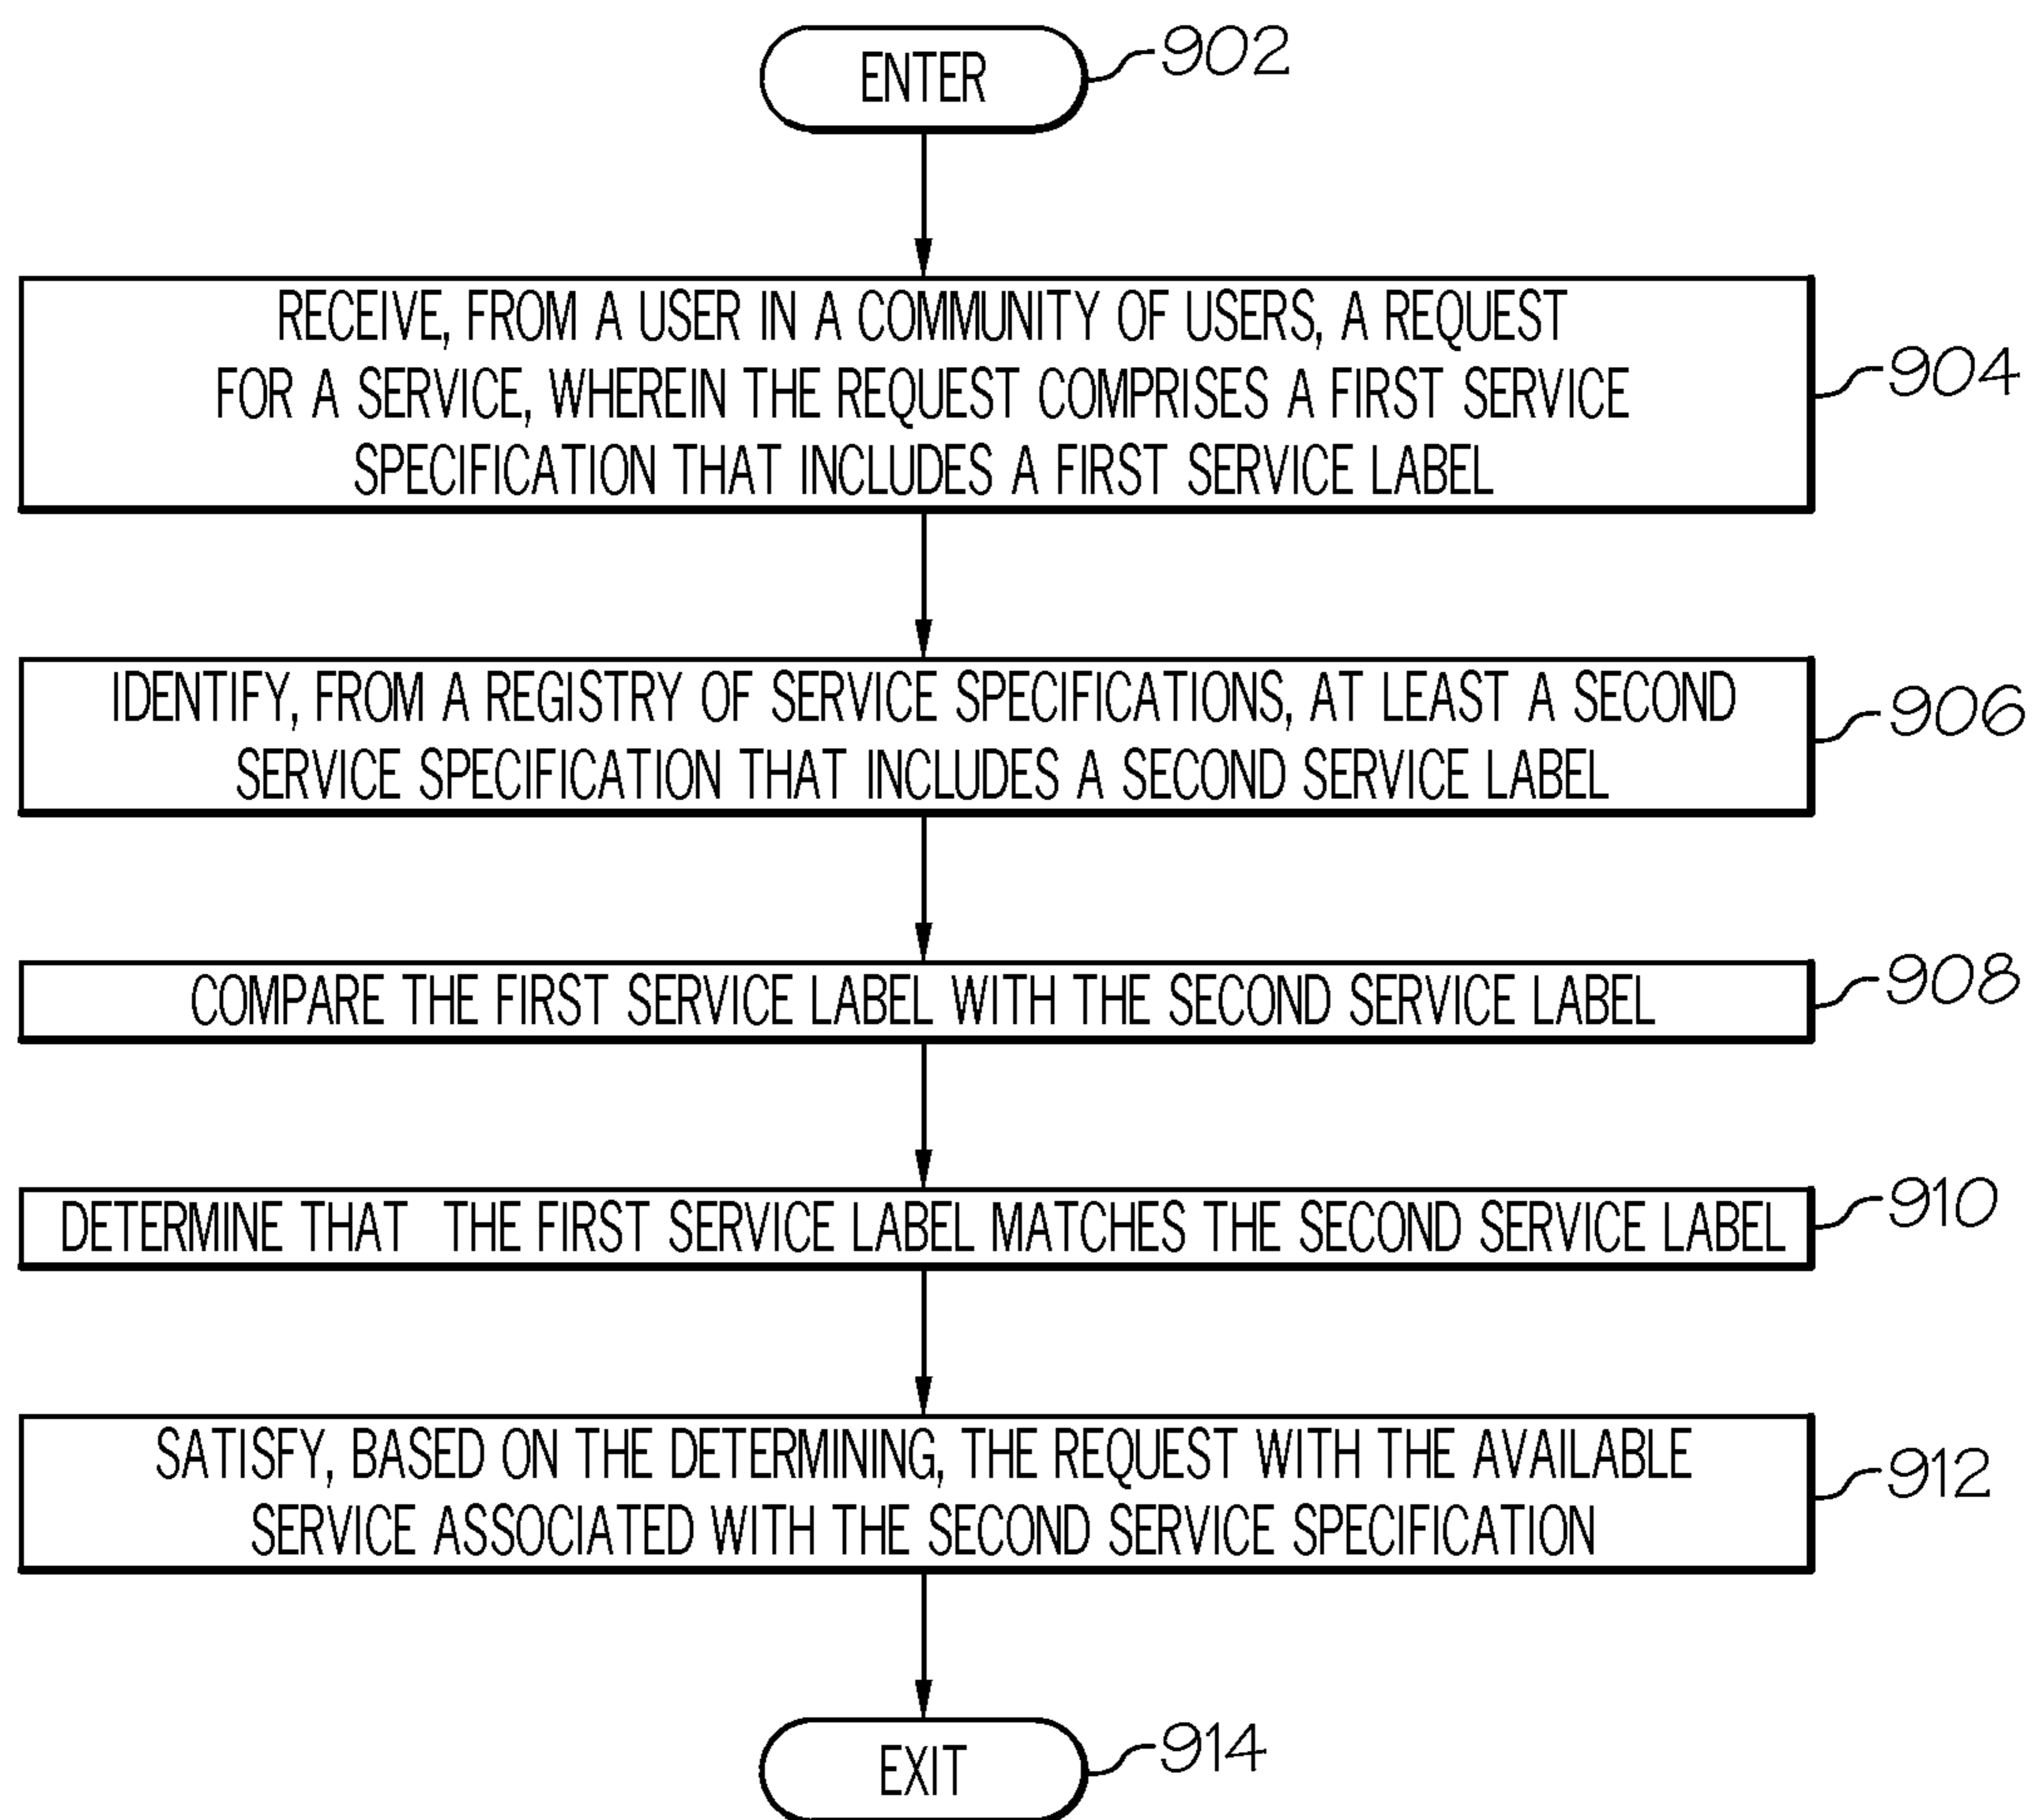 ENTER
902
RECEIVE, FROM A USER IN A COMMUNITY OF USERS, A REQUEST
FOR A SERVICE, WHEREIN THE REQUEST COMPRISES A FIRST SERVICE
SPECIFICATION THAT INCLUDES A FIRST SERVICE LABEL
904
IDENTIFY, FROM A REGISTRY OF SERVICE SPECIFICATIONS, AT LEAST A SECOND
SERVICE SPECIFICATION THAT INCLUDES A SECOND SERVICE LABEL
906
COMPARE THE FIRST SERVICE LABEL WITH THE SECOND SERVICE LABEL
908
DETERMINE THAT THE FIRST SERVICE LABEL MATCHES THE SECOND SERVICE LABEL
910
SATISFY, BASED ON THE DETERMINING, THE REQUEST WITH THE AVAILABLE
SERVICE ASSOCIATED WITH THE SECOND SERVICE SPECIFICATION
912
EXIT
914